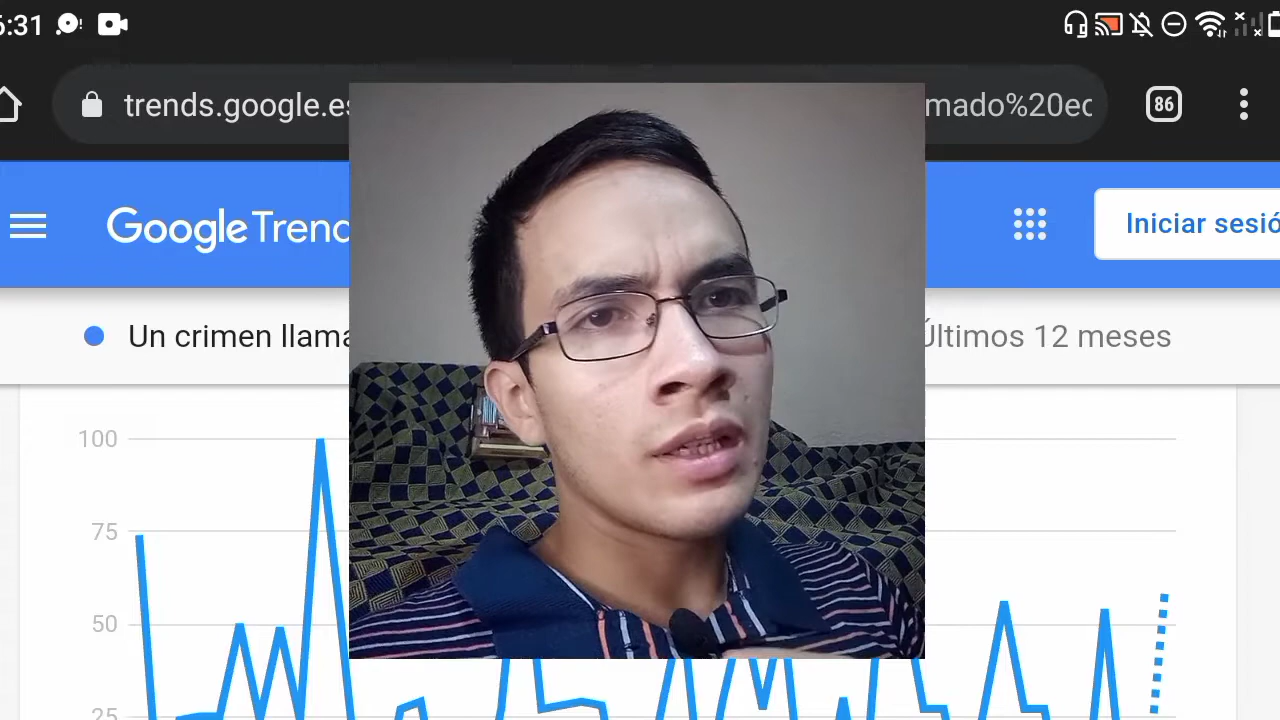 6:31
trends.google.es mado%20ec
86
Google Trend
Iniciar sesió
Un crimen llama
Últimos 12 meses
100
75
50
25